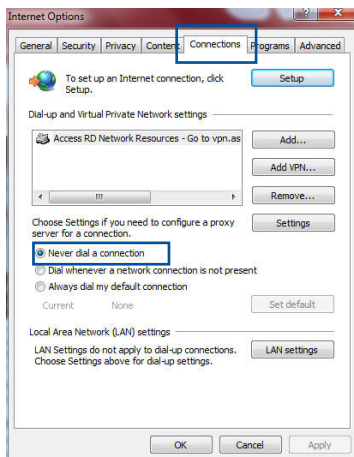 Internet Options
General Security Privacy Content Connections Programs Advanced
To set up an Internet connection, click
Setup.
Setup
Dial-up and Virtual Private Network settings
Access RD Network Resources - Go to vpn.as
Add...
Add VPN...
Remove...
Choose Settings if you need to configure a proxy
server for a connection.
Settings
Never dial a connection
Dial whenever a network connection is not present
Always dial my default connection
Current None
Set default
Local Area Network (LAN) settings
LAN Settings do not apply to dial-up connections.
Choose Settings above for dial-up settings.
LAN settings
OK Cancel Apply